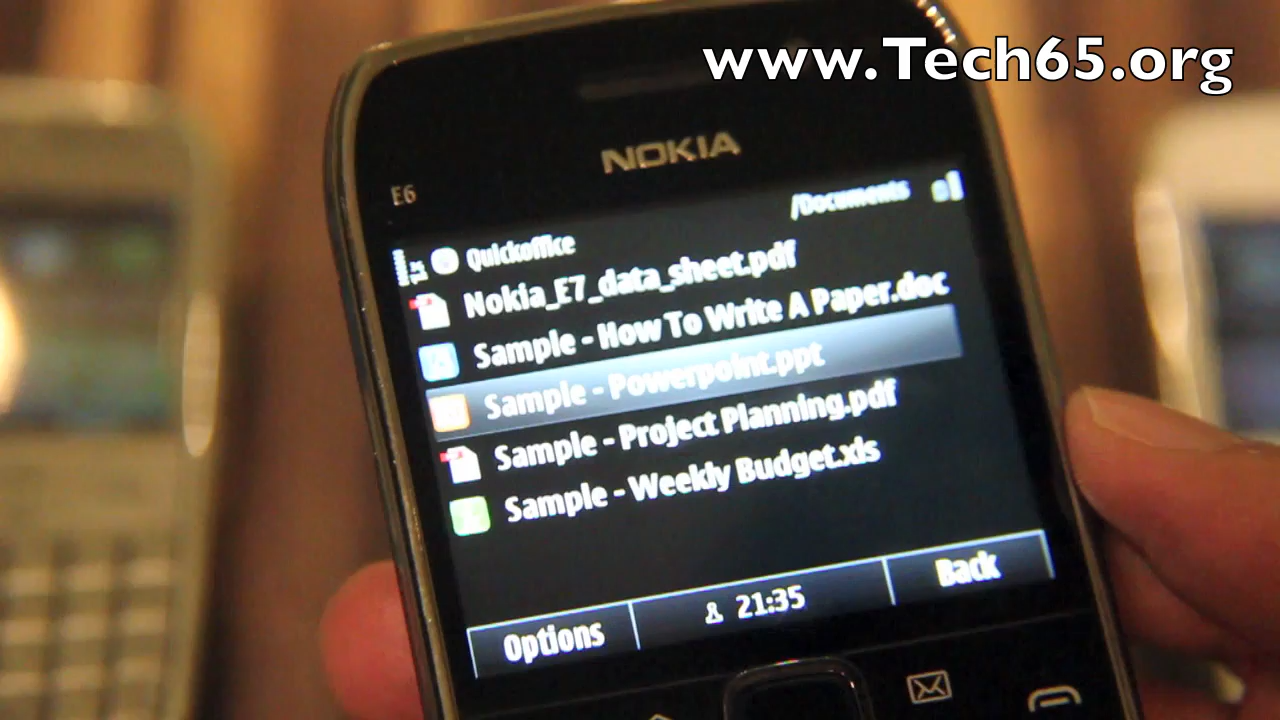 www.Tech65.org
NOKIA
E6
/Documents
Quickoffice
Nokia_E7_data_sheet.pdf
Sample - How To Write A Paper.doc
Sample - Powerpoint.ppt
Sample - Project Planning.pdf
Sample - Weekly Budget.xls
Options
21:35
Back